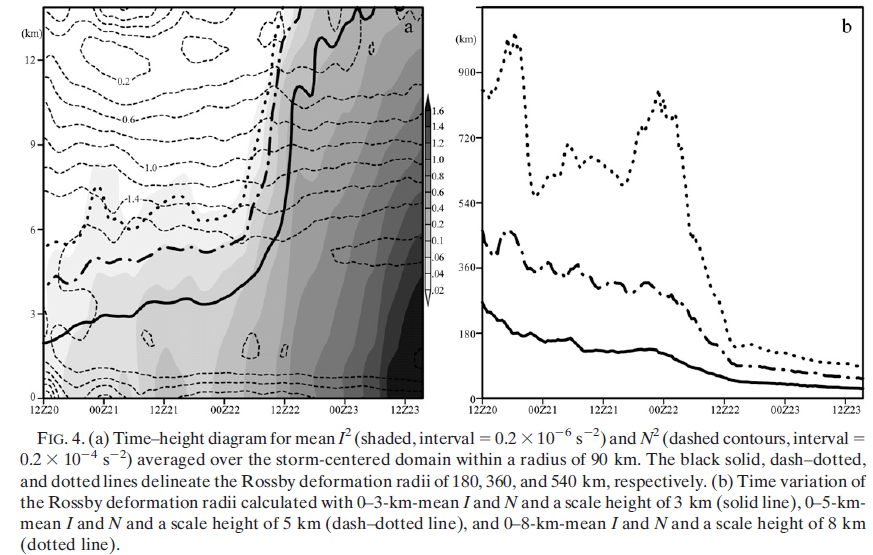 a
(km)
12
9
6
3
0
0.2
0.6
1.0
1.4
1.6
1.4
1.2
1.0
0.8
0.6
0.4
0.2
0.1
.06
.04
.02
12Z20 00Z21 12Z21 00Z22 12Z22 00Z23 12Z23
b
(km)
900
720
540
360
180
0
12Z20 00Z21 12Z21 00Z22 12Z22 00Z23 12Z23
FIG. 4. (a) Time–height diagram for mean I² (shaded, interval = 0.2 × 10⁻⁶ s⁻²) and N² (dashed contours, interval =
0.2 × 10⁻⁴ s⁻²) averaged over the storm-centered domain within a radius of 90 km. The black solid, dash–dotted,
and dotted lines delineate the Rossby deformation radii of 180, 360, and 540 km, respectively. (b) Time variation of
the Rossby deformation radii calculated with 0–3-km-mean I and N and a scale height of 3 km (solid line), 0–5-km-
mean I and N and a scale height of 5 km (dash–dotted line), and 0–8-km-mean I and N and a scale height of 8 km
(dotted line).